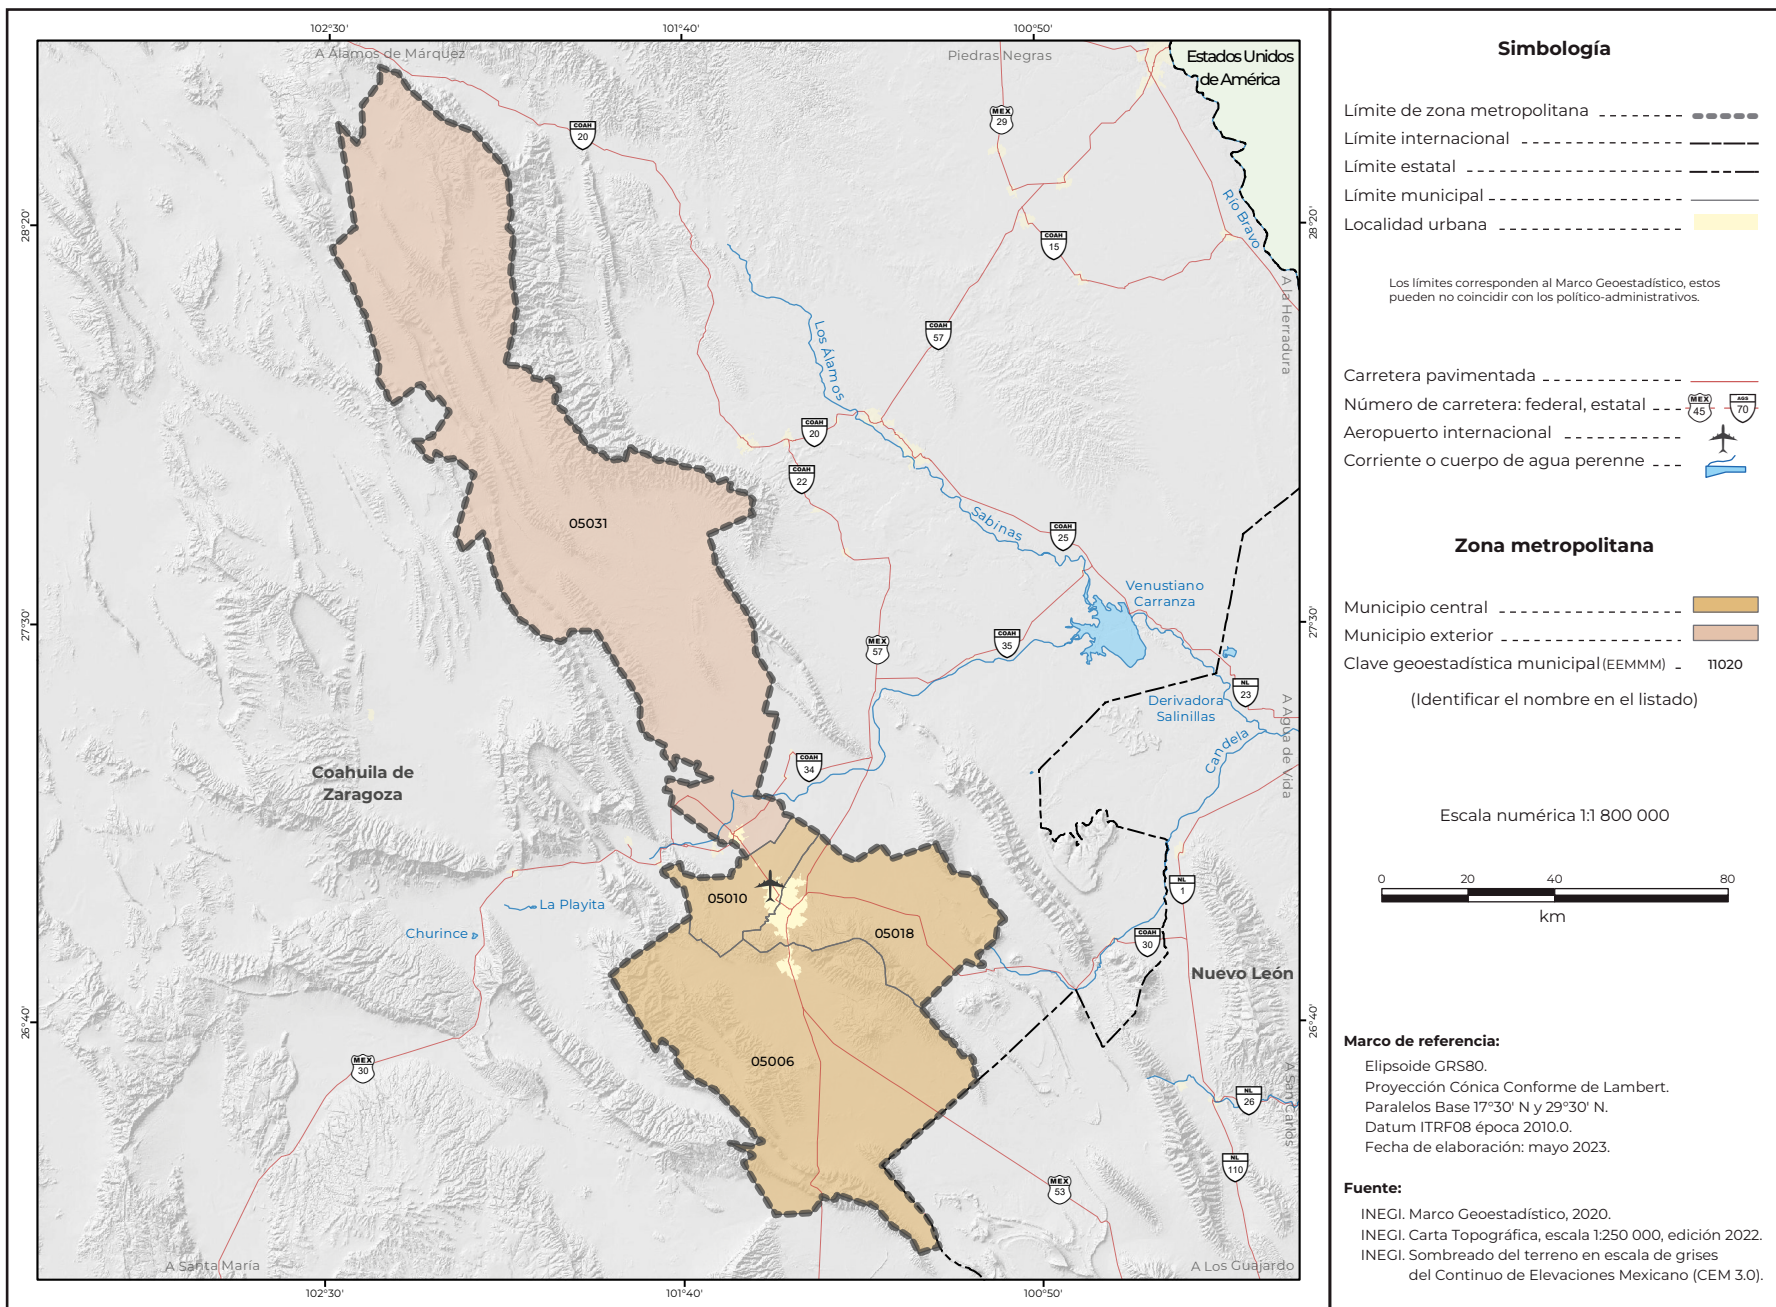 102°30'
101°40'
100°50'
A Álamos de Márquez
Piedras Negras
Estados Unidos
de América
COAH
20
MEX
29
28°20'
28°20'
Río Bravo
COAH
15
A la Herradura
COAH
57
Los Álamos
COAH
20
COAH
22
05031
Sabinas
COAH
25
Venustiano
Carranza
27°30'
27°30'
COAH
35
MEX
57
NL
23
Derivadora
Salinillas
A Agua de Vida
Candela
Coahuila de
Zaragoza
COAH
34
NL
1
05010
La Playita
05018
Churince
COAH
30
Nuevo León
26°40'
26°40'
05006
MEX
30
NL
26
A San Carlos
NL
110
MEX
53
A Santa María
A Los Guajardo
102°30'
101°40'
100°50'
Simbología
Límite de zona metropolitana
Límite internacional
Límite estatal
Límite municipal
Localidad urbana
Los límites corresponden al Marco Geoestadístico, estos
pueden no coincidir con los político-administrativos.
Carretera pavimentada
Número de carretera: federal, estatal MEX 45 AGS 70
Aeropuerto internacional
Corriente o cuerpo de agua perenne
Zona metropolitana
Municipio central
Municipio exterior
Clave geoestadística municipal (EEMMM) 11020
(Identificar el nombre en el listado)
Escala numérica 1:1 800 000
0 20 40 80
km
Marco de referencia:
Elipsoide GRS80.
Proyección Cónica Conforme de Lambert.
Paralelos Base 17°30' N y 29°30' N.
Datum ITRF08 época 2010.0.
Fecha de elaboración: mayo 2023.
Fuente:
INEGI. Marco Geoestadístico, 2020.
INEGI. Carta Topográfica, escala 1:250 000, edición 2022.
INEGI. Sombreado del terreno en escala de grises
del Continuo de Elevaciones Mexicano (CEM 3.0).